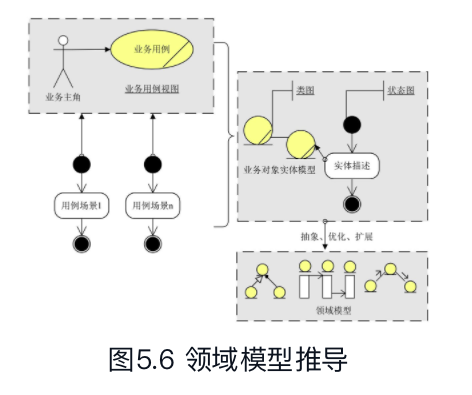 业务用例
业务主角
业务用例视图
用例场景1
用例场景n
类图
状态图
业务对象实体模型
实体描述
抽象、优化、扩展
领域模型
图5.6 领域模型推导